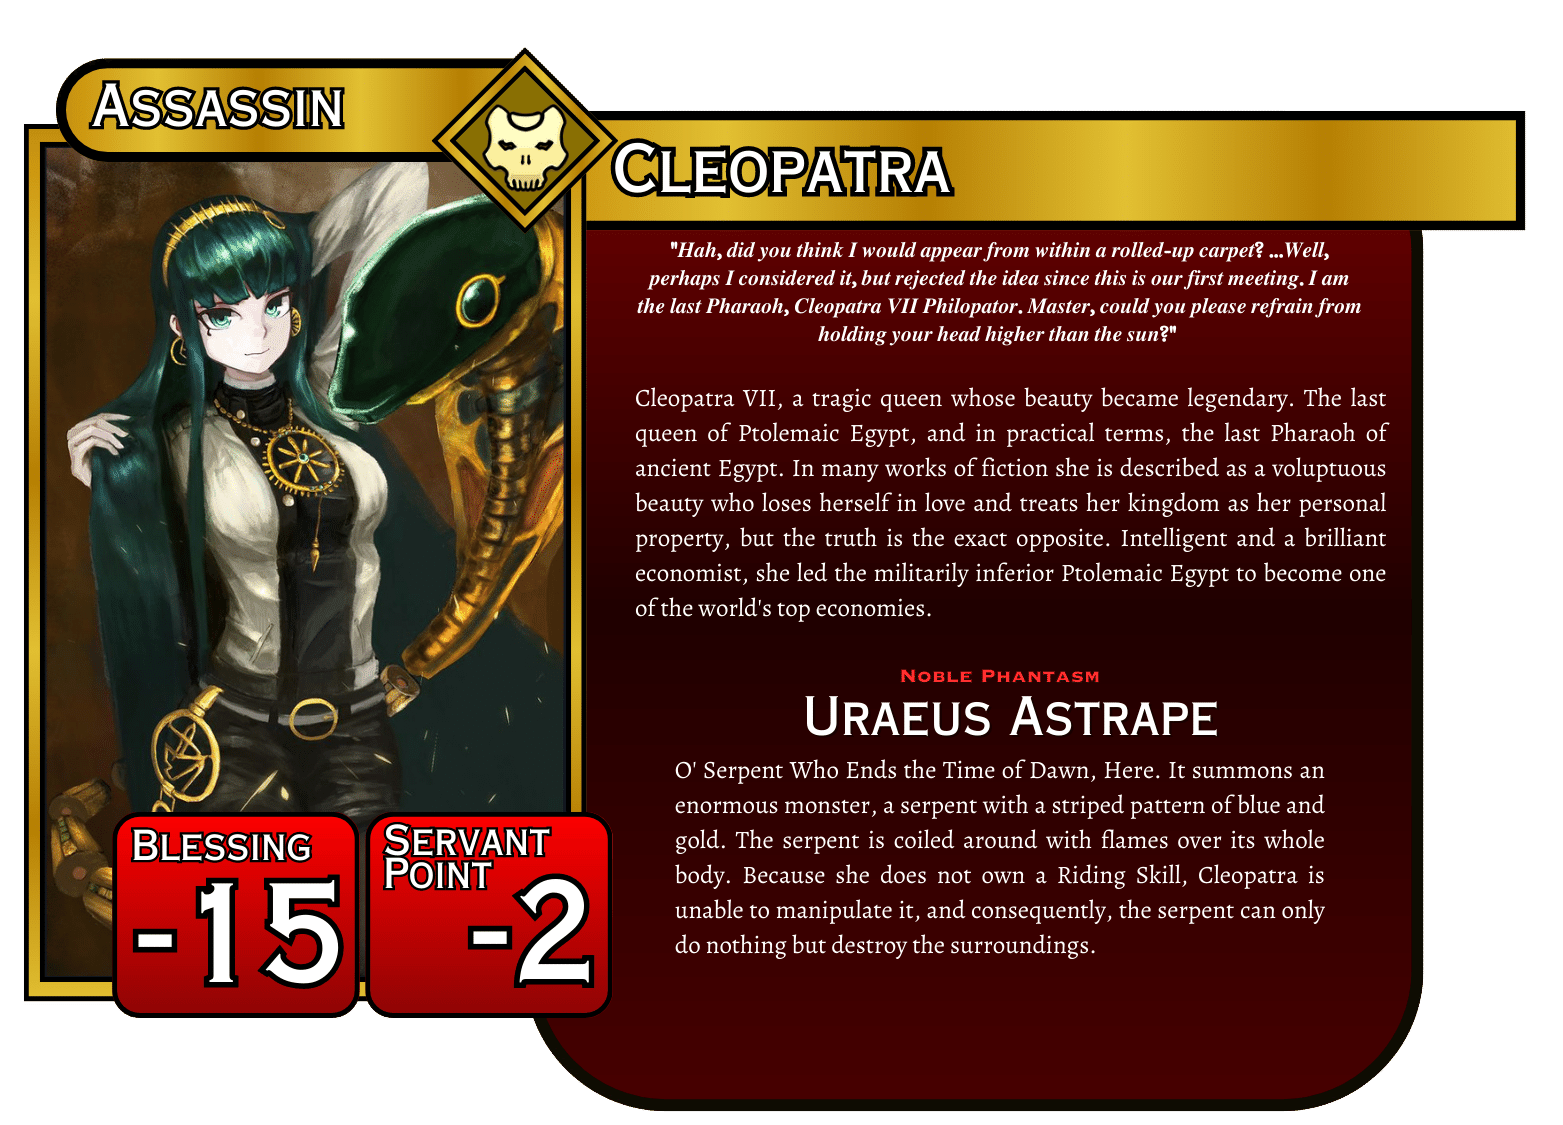 Assassin
Cleopatra
"Hah, did you think I would appear from within a rolled-up carpet? ...Well,
perhaps I considered it, but rejected the idea since this is our first meeting. I am
the last Pharaoh, Cleopatra VII Philopator. Master, could you please refrain from
holding your head higher than the sun?"
Cleopatra VII, a tragic queen whose beauty became legendary. The last
queen of Ptolemaic Egypt, and in practical terms, the last Pharaoh of
ancient Egypt. In many works of fiction she is described as a voluptuous
beauty who loses herself in love and treats her kingdom as her personal
property, but the truth is the exact opposite. Intelligent and a brilliant
economist, she led the militarily inferior Ptolemaic Egypt to become one
of the world's top economies.
Noble Phantasm
Uraeus Astrape
O' Serpent Who Ends the Time of Dawn, Here. It summons an
enormous monster, a serpent with a striped pattern of blue and
gold. The serpent is coiled around with flames over its whole
body. Because she does not own a Riding Skill, Cleopatra is
unable to manipulate it, and consequently, the serpent can only
do nothing but destroy the surroundings.
Blessing
-15
Servant
Point
-2